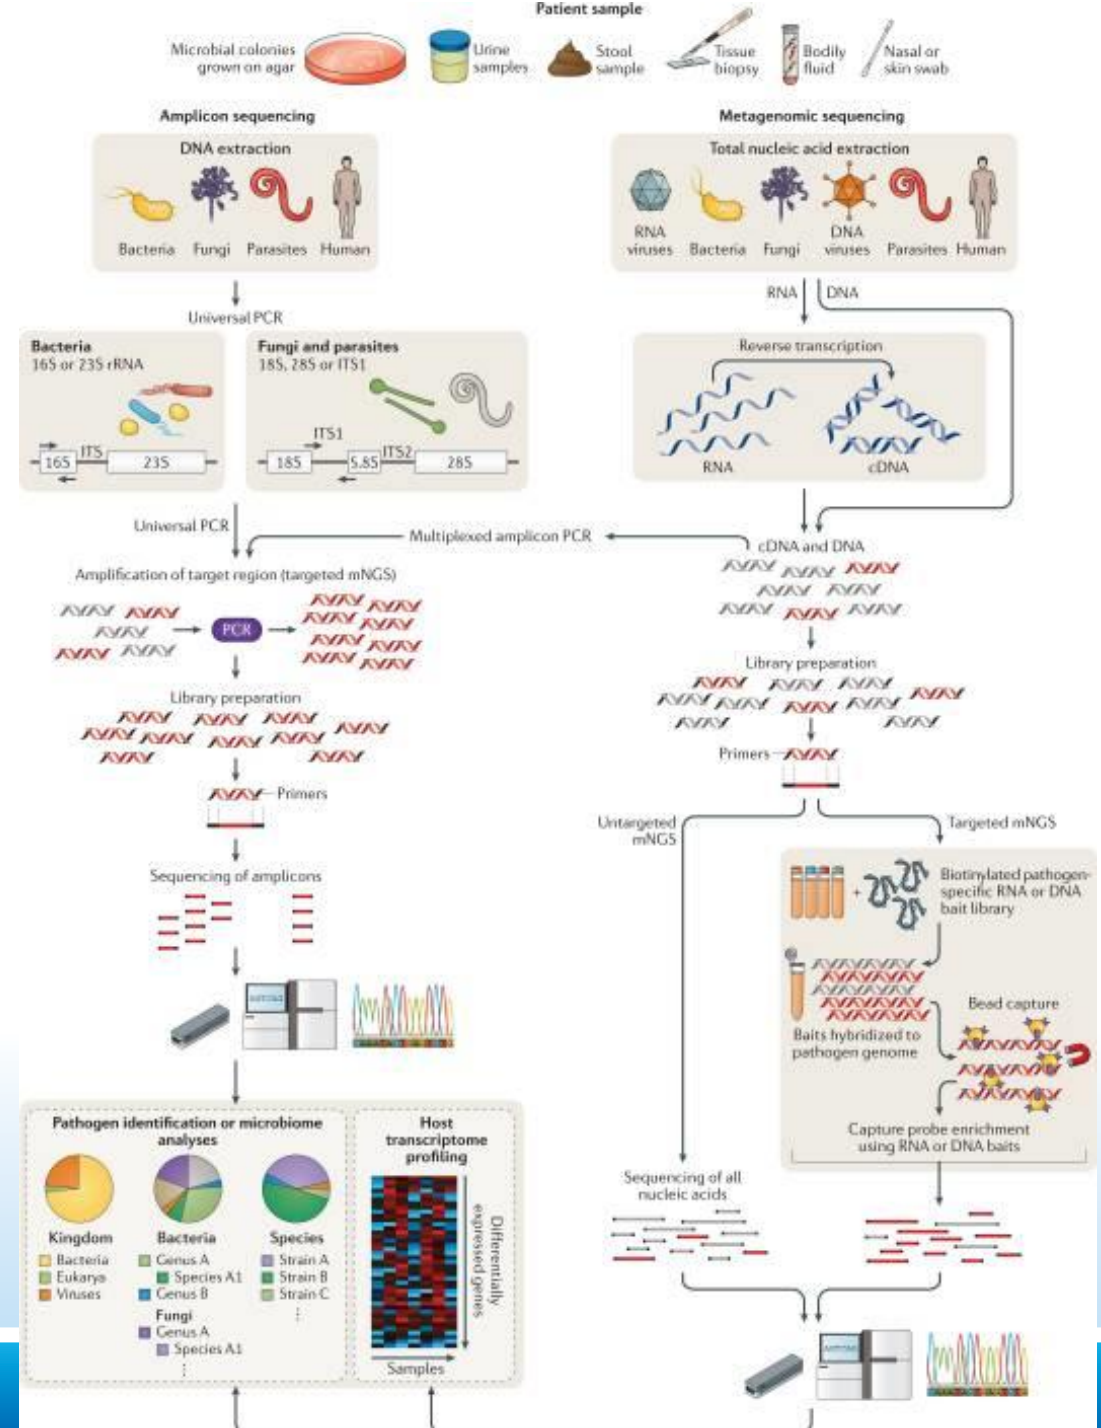 Patient sample
Microbial colonies
grown on agar
Urine
samples
Stool
sample
Tissue
biopsy
Bodily
fluid
Nasal or
skin swab
Amplicon sequencing
DNA extraction
Bacteria
Fungi
Parasites
Human
Universal PCR
Bacteria
16S or 23S rRNA
ITS
16S
23S
Fungi and parasites
18S, 28S or ITS1
ITS1
ITS2
18S
5.8S
28S
Universal PCR
Multiplexed amplicon PCR
Amplification of target region (targeted mNGS)
PCR
Library preparation
Primers
Sequencing of amplicons
Metagenomic sequencing
Total nucleic acid extraction
RNA
viruses
Bacteria
Fungi
DNA
viruses
Parasites
Human
RNA
DNA
Reverse transcription
RNA
cDNA
cDNA and DNA
Library preparation
Primers
Untargeted
mNGS
Targeted mNGS
Biotinylated pathogen-
specific RNA or DNA
bait library
Baits hybridized to
pathogen genome
Bead capture
Capture probe enrichment
using RNA or DNA baits
Sequencing of all
nucleic acids
Pathogen identification or microbiome
analyses
Kingdom
Bacteria
Eukarya
Viruses
Bacteria
Genus A
Species A1
Genus B
Fungi
Genus A
Species A1
⋮
Species
Strain A
Strain B
Strain C
⋮
Host
transcriptome
profiling
Differentially
expressed genes
Samples